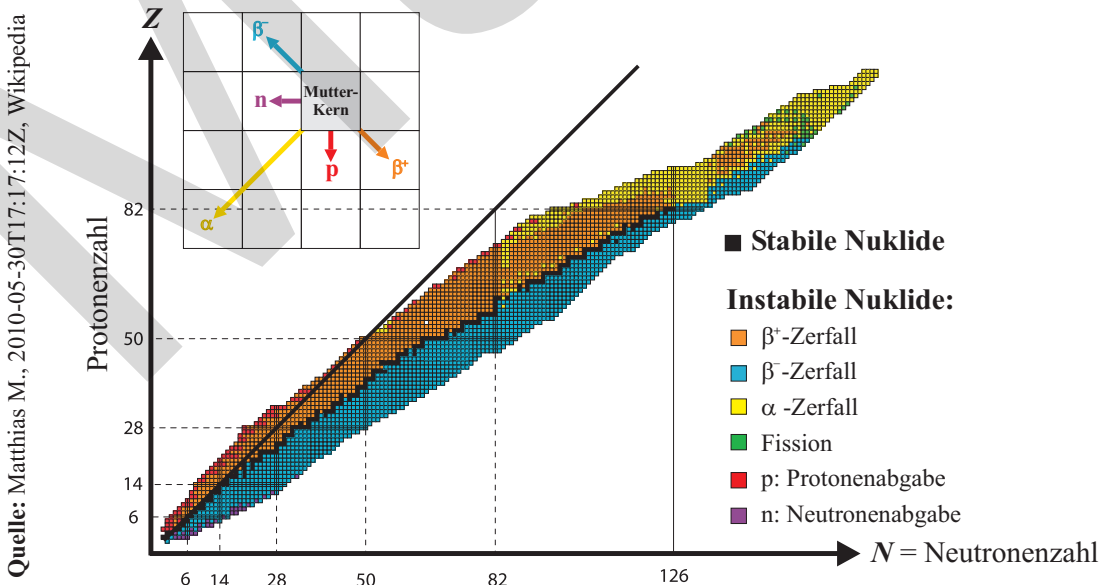 Quelle: Matthias M., 2010-05-30T17:17:12Z, Wikipedia
Z
β⁻
n
Mutter-
Kern
p
β⁺
α
Protonenzahl
82
50
28
14
6
6 14 28 50 82 126
N = Neutronenzahl
Stabile Nuklide
Instabile Nuklide:
β⁺-Zerfall
β⁻-Zerfall
α -Zerfall
Fission
p: Protonenabgabe
n: Neutronenabgabe